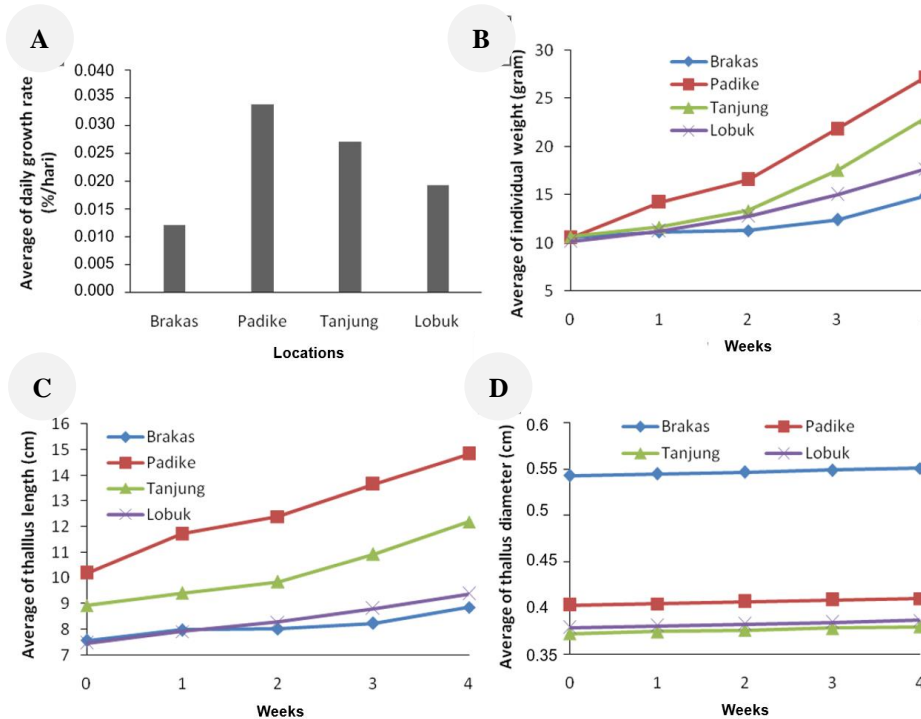 A
Average of daily growth rate
(%/hari)
0.040
0.035
0.030
0.025
0.020
0.015
0.010
0.005
0.000
Brakas Padike Tanjung Lobuk
Locations
B
Average of individual weight (gram)
30
25
20
15
10
5
Brakas
Padike
Tanjung
Lobuk
0 1 2 3
Weeks
C
Average of thalllus length (cm)
16
15
14
13
12
11
10
9
8
7
Brakas
Padike
Tanjung
Lobuk
0 1 2 3 4
Weeks
D
Average of thallus diameter (cm)
0.6
0.55
0.5
0.45
0.4
0.35
Brakas Padike
Tanjung Lobuk
0 1 2 3 4
Weeks